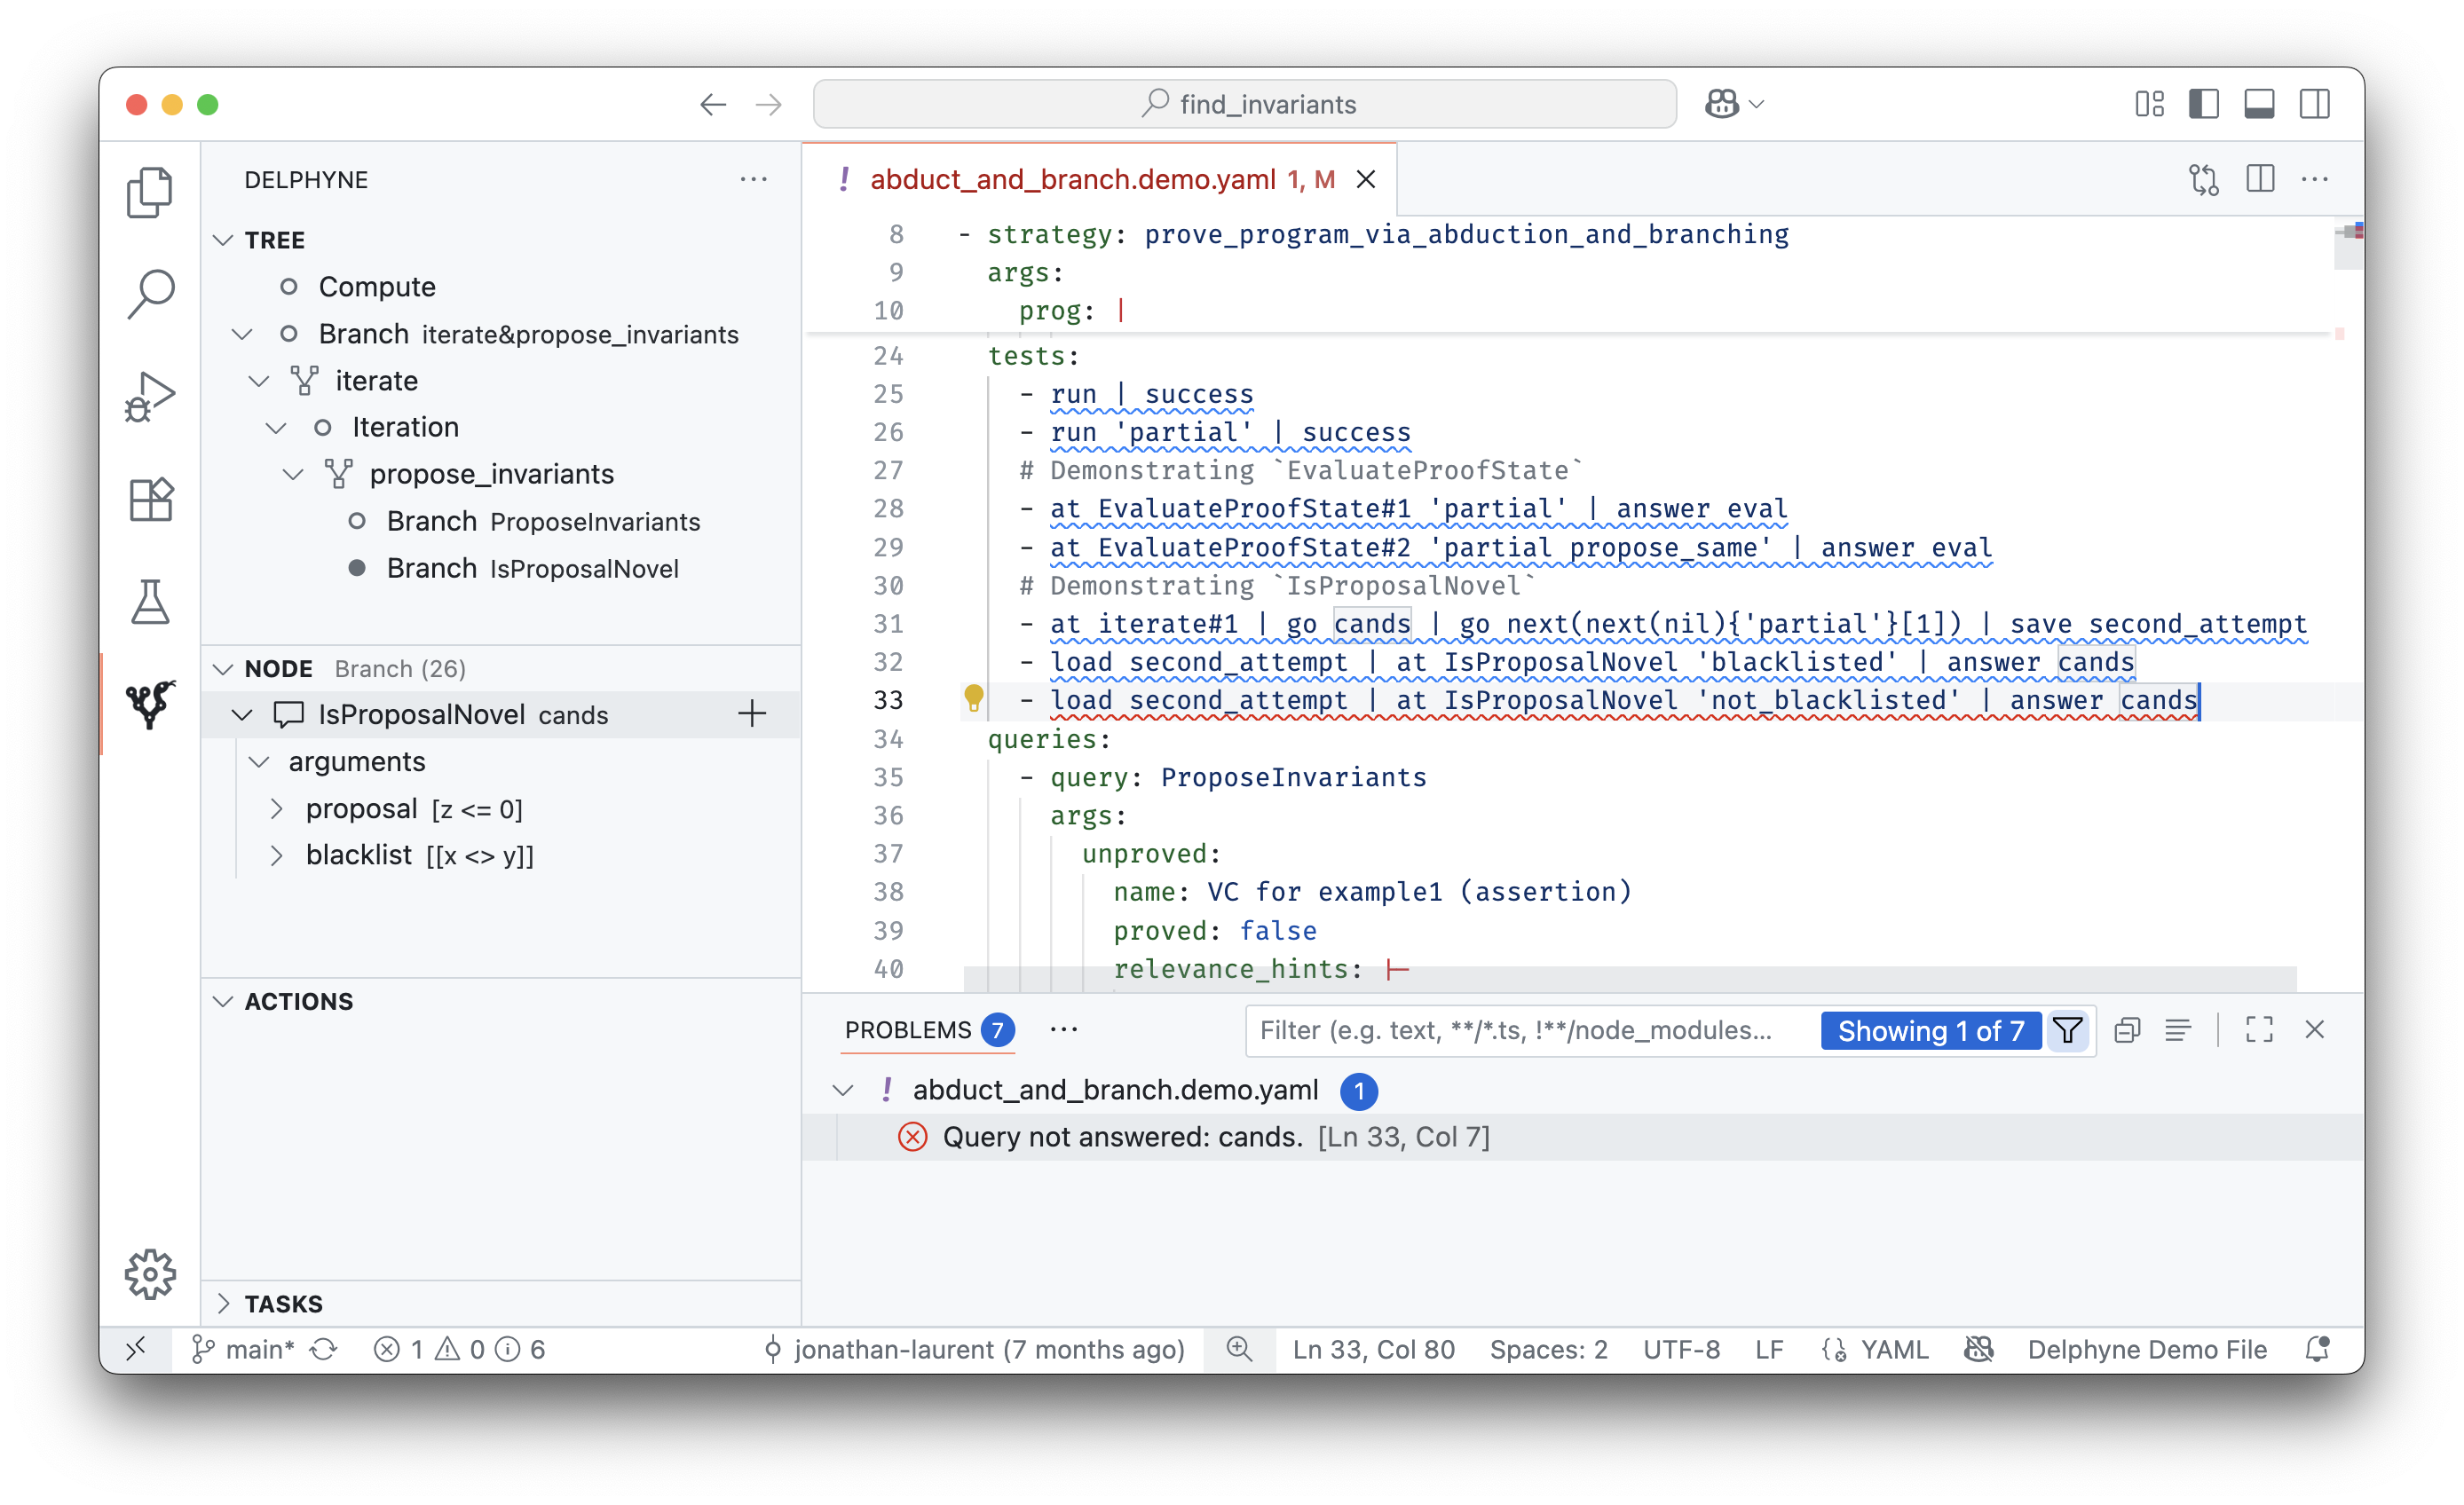 find_invariants
DELPHYNE
TREE
Compute
Branch iterate&propose_invariants
iterate
Iteration
propose_invariants
Branch ProposeInvariants
Branch IsProposalNovel
NODE Branch (26)
IsProposalNovel cands
arguments
proposal [z <= 0]
blacklist [[x <> y]]
ACTIONS
TASKS
! abduct_and_branch.demo.yaml 1, M
8 - strategy: prove_program_via_abduction_and_branching
9 args:
10 prog: |
24 tests:
25 - run | success
26 - run 'partial' | success
27 # Demonstrating `EvaluateProofState`
28 - at EvaluateProofState#1 'partial' | answer eval
29 - at EvaluateProofState#2 'partial propose_same' | answer eval
30 # Demonstrating `IsProposalNovel`
31 - at iterate#1 | go cands | go next(next(nil){'partial'}[1]) | save second_attempt
32 - load second_attempt | at IsProposalNovel 'blacklisted' | answer cands
33 - load second_attempt | at IsProposalNovel 'not_blacklisted' | answer cands
34 queries:
35 - query: ProposeInvariants
36 args:
37 unproved:
38 name: VC for example1 (assertion)
39 proved: false
40 relevance_hints: |-
PROBLEMS 7
Filter (e.g. text, **/*.ts, !**/node_modules...
Showing 1 of 7
! abduct_and_branch.demo.yaml 1
Query not answered: cands. [Ln 33, Col 7]
main* 1 0 6
jonathan-laurent (7 months ago)
Ln 33, Col 80
Spaces: 2
UTF-8
LF
YAML
Delphyne Demo File